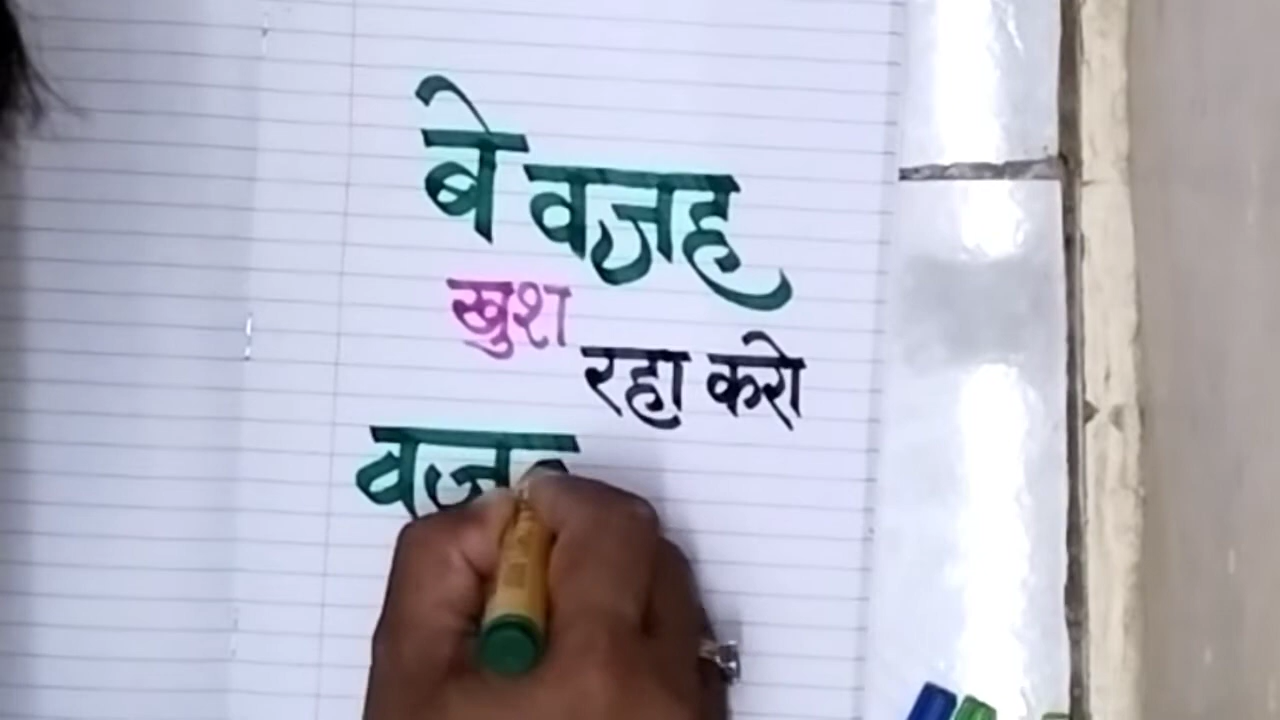 बे वजह
खुश
रहा करो